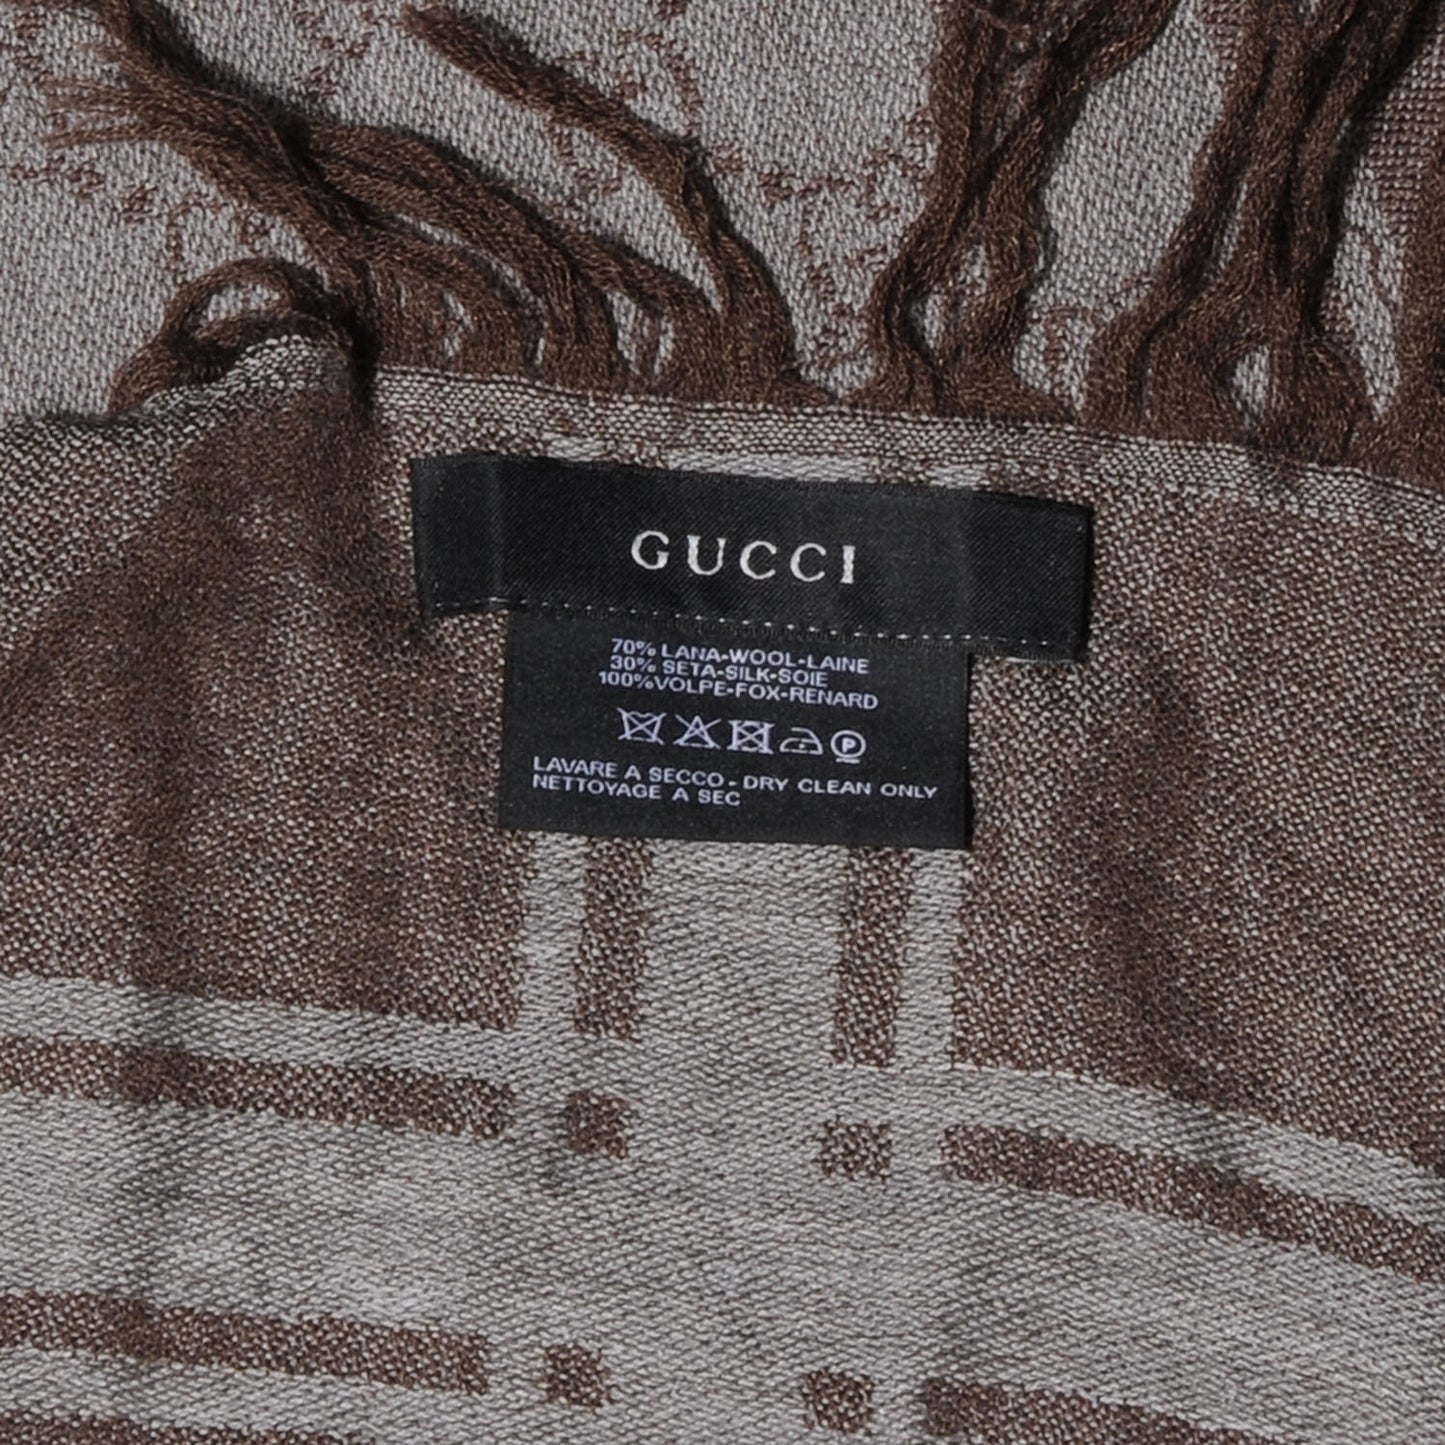 GUCCI
70% LANA-WOOL-LAINE
30% SETA-SILK-SOIE
100%VOLPE-FOX-RENARD
P
LAVARE A SECCO - DRY CLEAN ONLY
NETTOYAGE A SEC